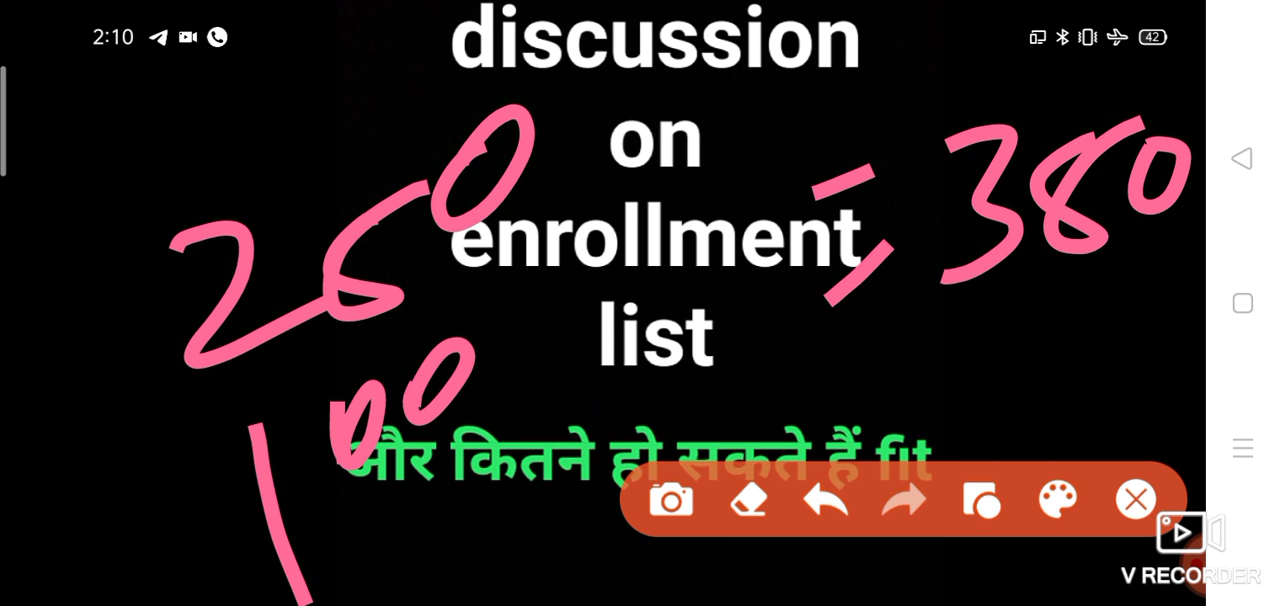 2:10
42
discussion
on
enrollment
list
250
= 380
100
और कितने हो सकते हैं fit
V RECORDER